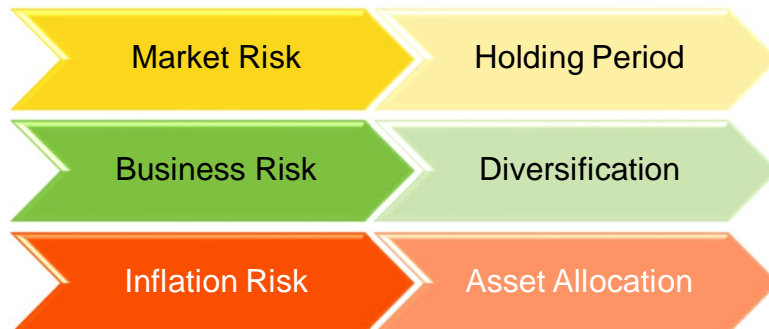 Market Risk Holding Period
Business Risk Diversification
Inflation Risk Asset Allocation